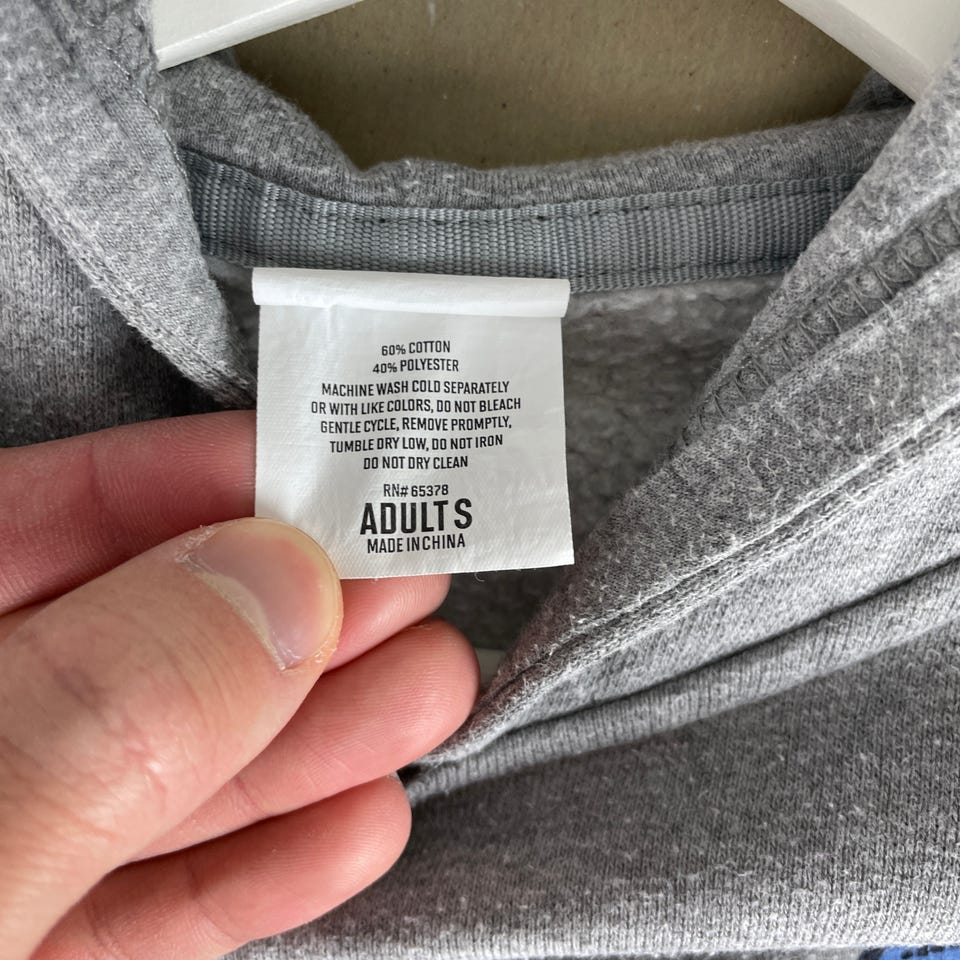 60% COTTON
40% POLYESTER
MACHINE WASH COLD SEPARATELY
OR WITH LIKE COLORS, DO NOT BLEACH
GENTLE CYCLE, REMOVE PROMPTLY,
TUMBLE DRY LOW, DO NOT IRON
DO NOT DRY CLEAN
RN# 65378
ADULT S
MADE IN CHINA